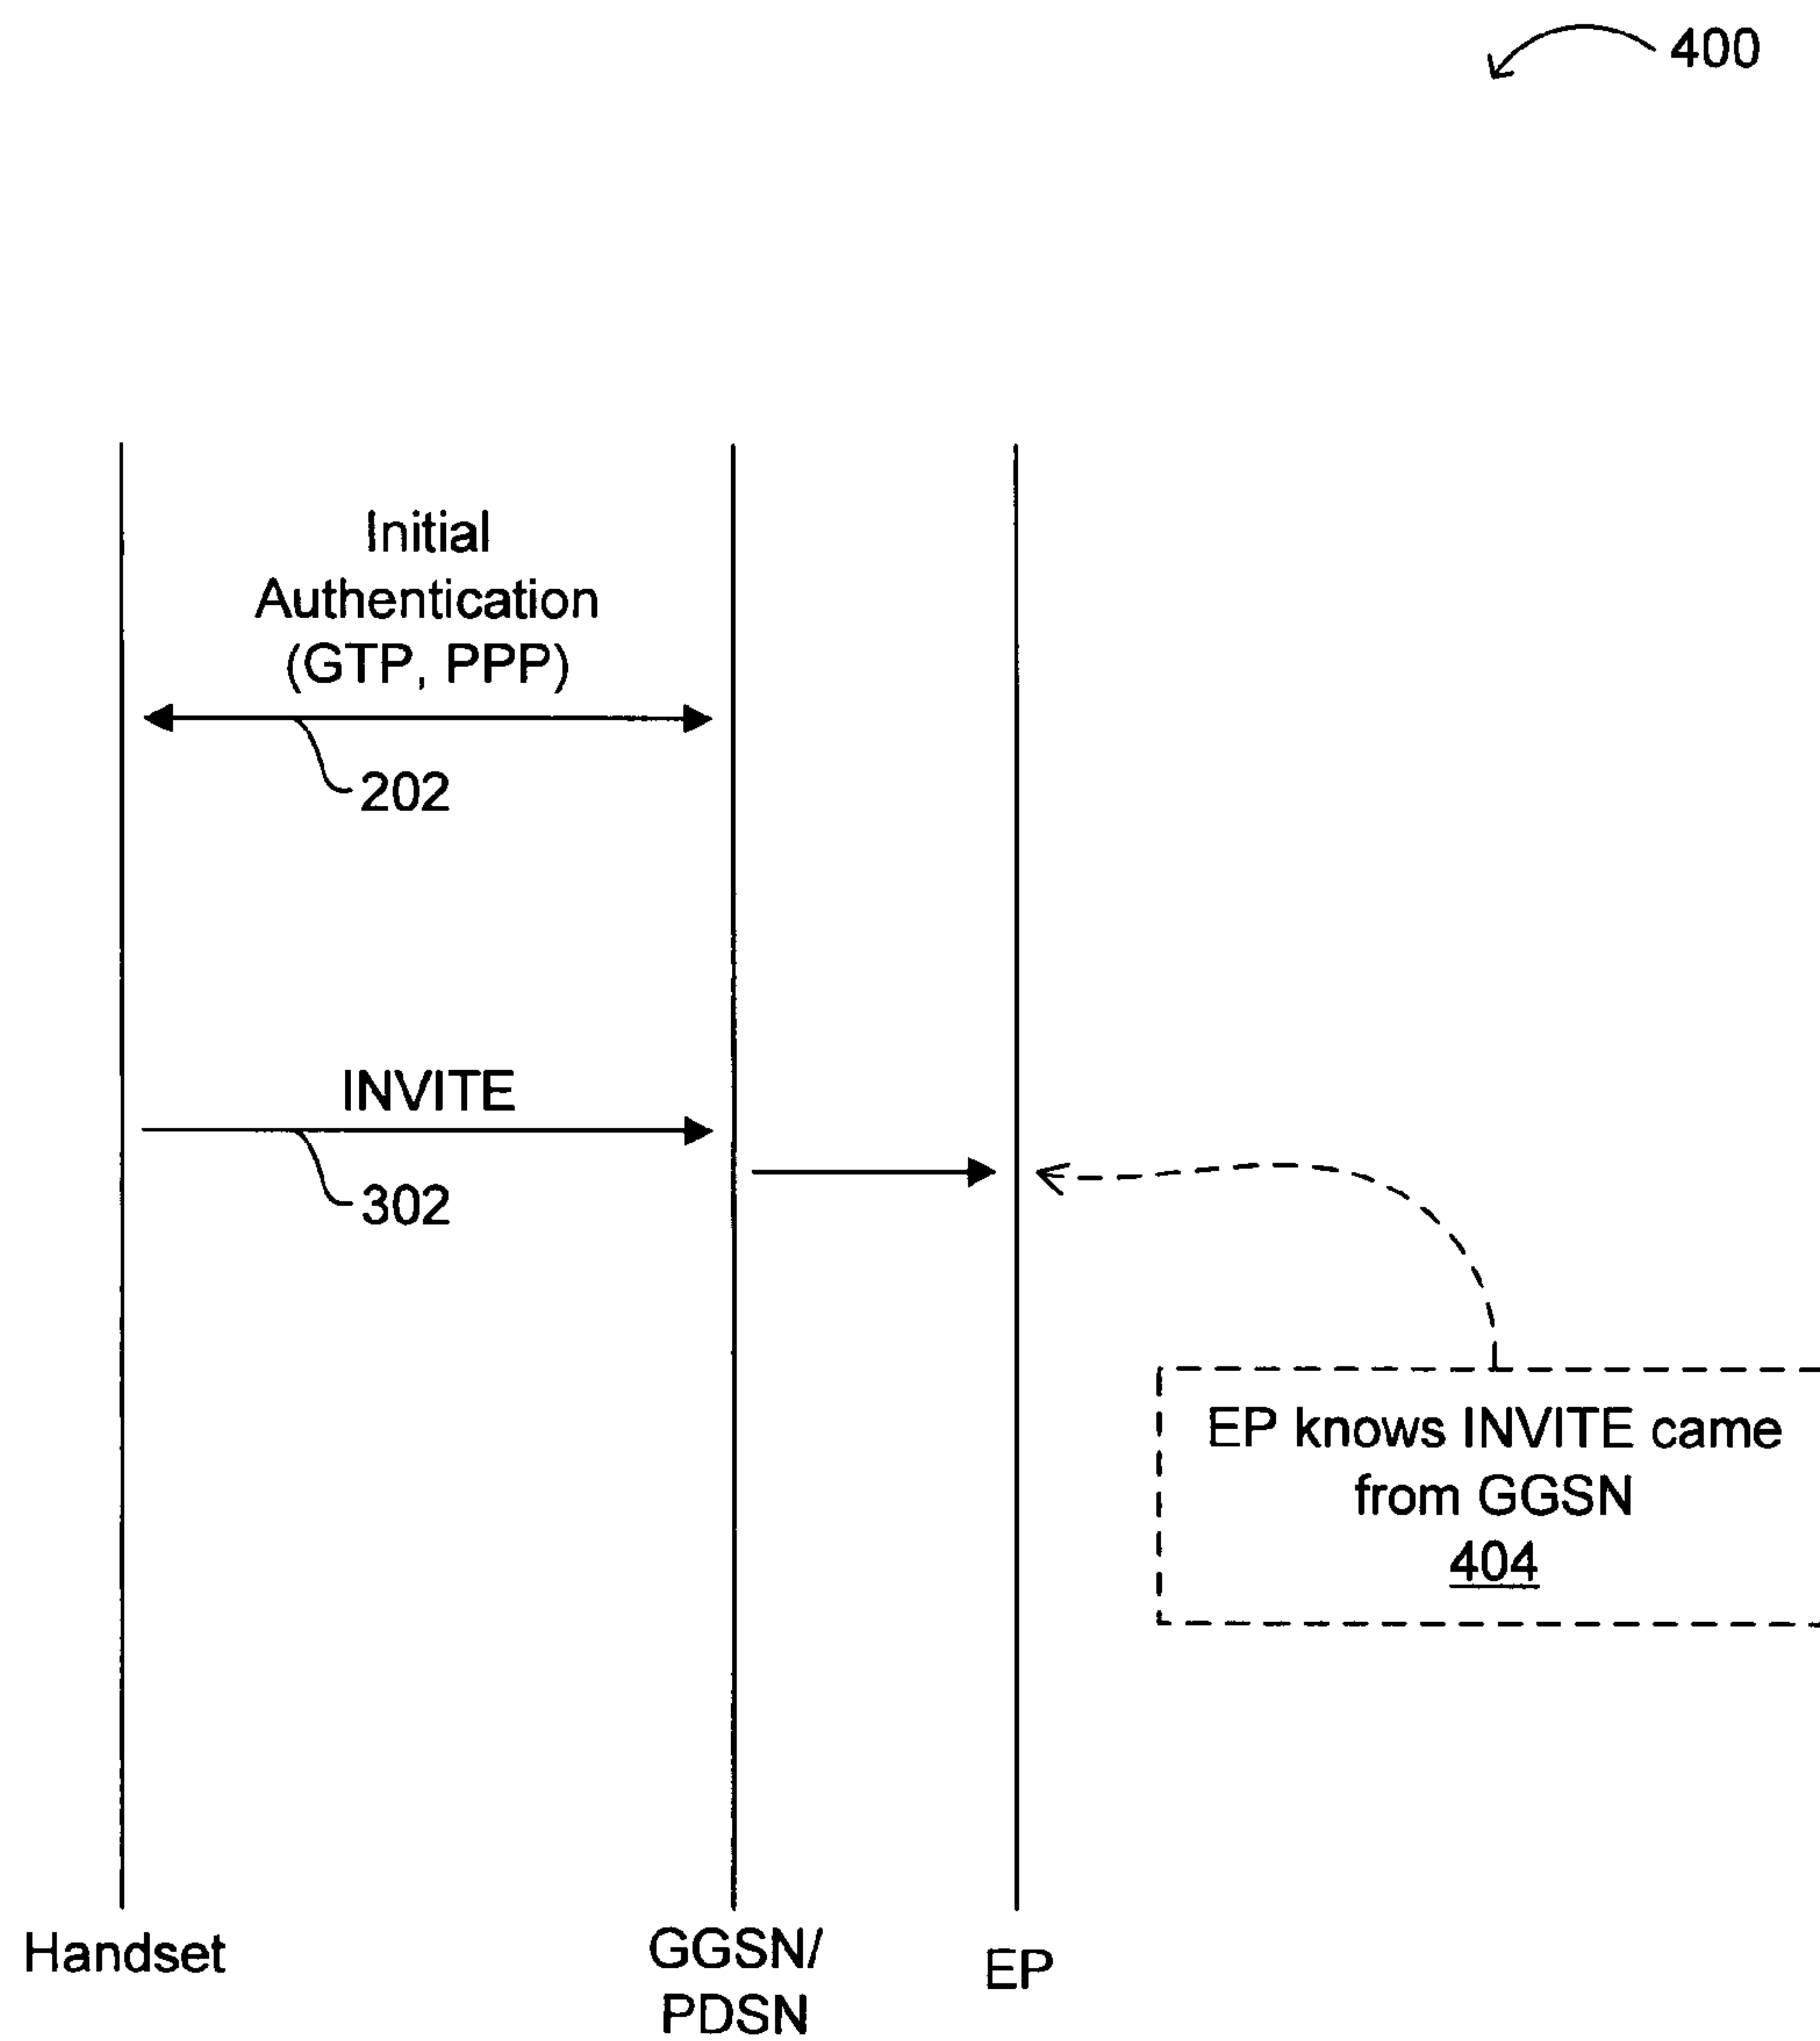 400
Initial
Authentication
(GTP, PPP)
202
INVITE
302
EP knows INVITE came
from GGSN
404
Handset
GGSN/
PDSN
EP